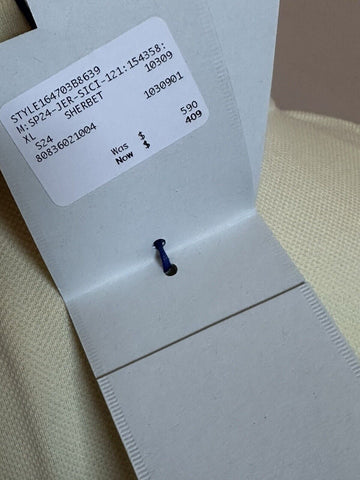 STYLE164703B8639
M:SP24-JER-SICI-121:154358:
XL SHERBET 10309
S24 1030901
80836021004
Was $ 590
Now $ 409